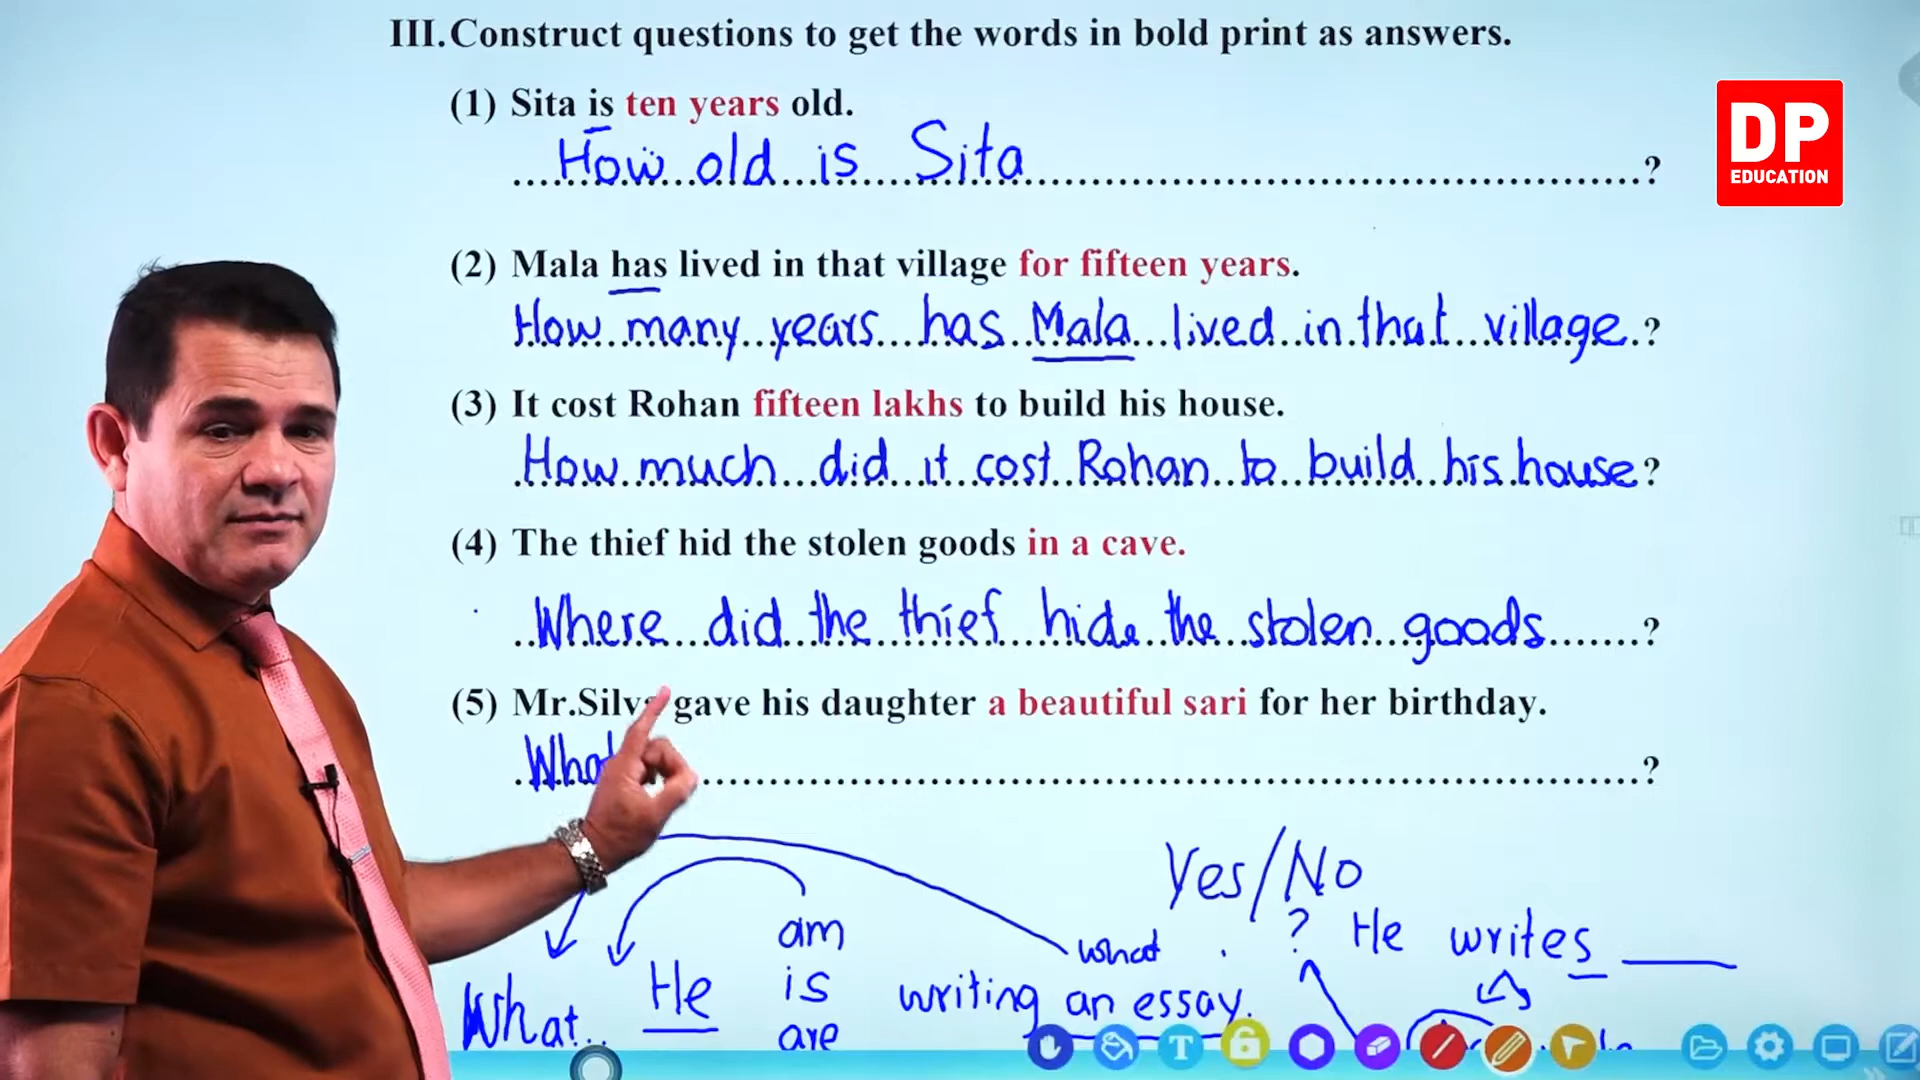 III. Construct questions to get the words in bold print as answers.
(1) Sita is ten years old.
How old is Sita ?
DP
EDUCATION
(2) Mala has lived in that village for fifteen years.
How many years has Mala lived in that village ?
(3) It cost Rohan fifteen lakhs to build his house.
How much did it cost Rohan to build his house ?
(4) The thief hid the stolen goods in a cave.
Where did the thief hide the stolen goods ?
(5) Mr.Silva gave his daughter a beautiful sari for her birthday.
What ?
Yes/No
? He writes
am
what
What.. He is writing an essay.
are
T